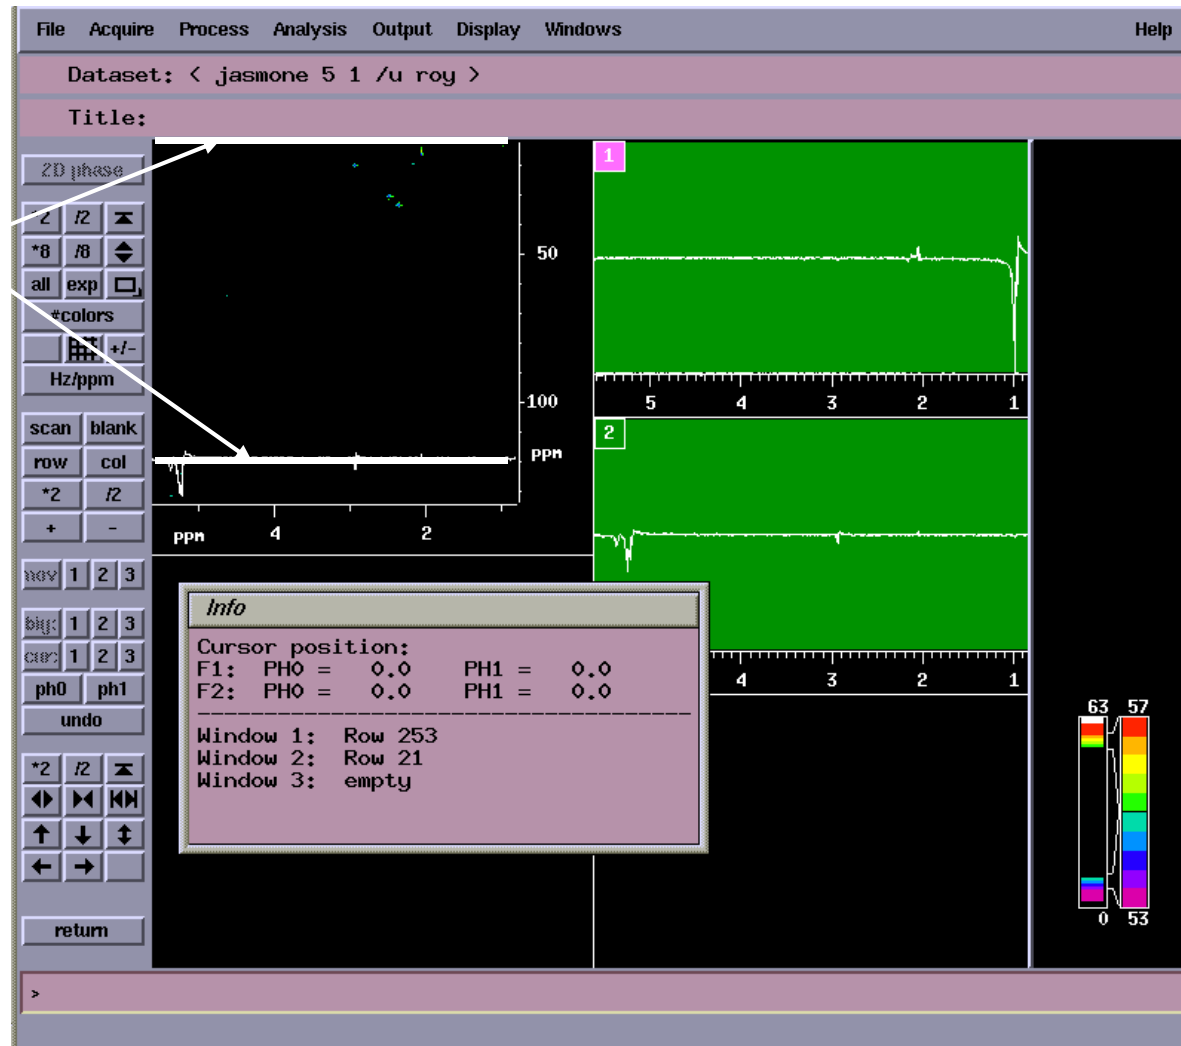 File Acquire Process Analysis Output Display Windows Help
Dataset: < jasmone 5 1 /u roy >
Title:
2D phase
*2 /2
*8 /8
all exp
#colors
+/-
Hz/ppm
scan blank
row col
*2 /2
+ -
mov 1 2 3
big: 1 2 3
cur: 1 2 3
ph0 ph1
undo
*2 /2
return
50
100
PPM
PPM 4 2
1
5 4 3 2 1
2
4 3 2 1
Info
Cursor position:
F1: PH0 = 0.0 PH1 = 0.0
F2: PH0 = 0.0 PH1 = 0.0
--------------------------------------
Window 1: Row 253
Window 2: Row 21
Window 3: empty
63 57
0 53
>